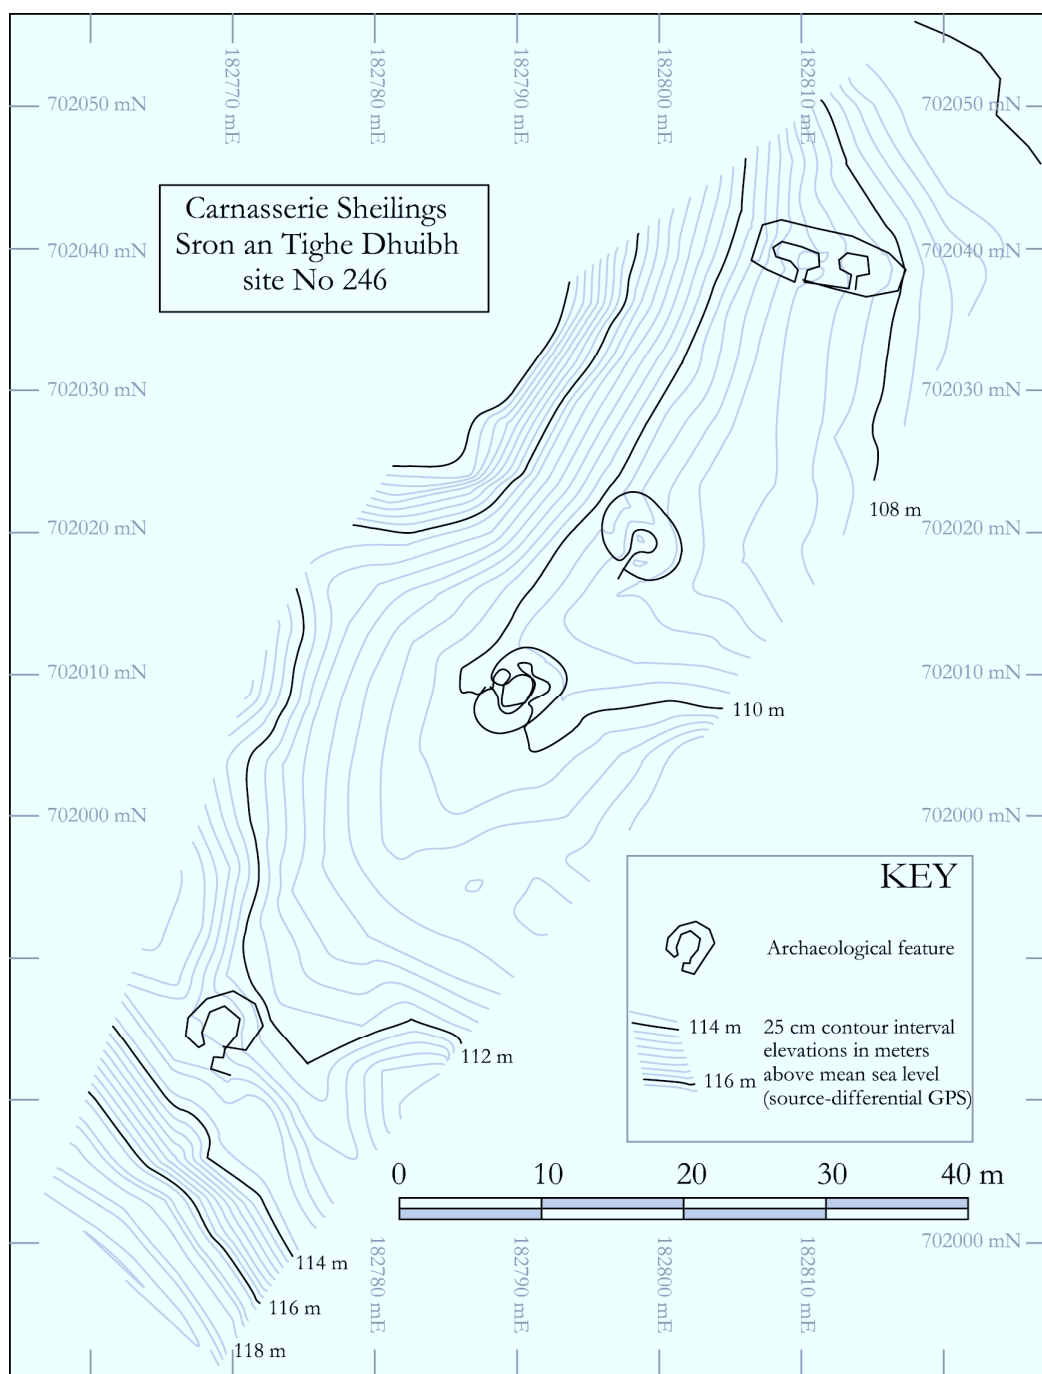 182770 mE
182780 mE
182790 mE
182800 mE
182810 mE
702050 mN
702050 mN
Carnasserie Sheilings
Sron an Tighe Dhuibh
site No 246
702040 mN
702040 mN
702030 mN
702030 mN
108 m
702020 mN
702020 mN
702010 mN
702010 mN
110 m
702000 mN
702000 mN
KEY
Archaeological feature
114 m
116 m
25 cm contour interval
elevations in meters
above mean sea level
(source-differential GPS)
112 m
0 10 20 30 40 m
702000 mN
114 m
116 m
118 m
182780 mE
182790 mE
182800 mE
182810 mE